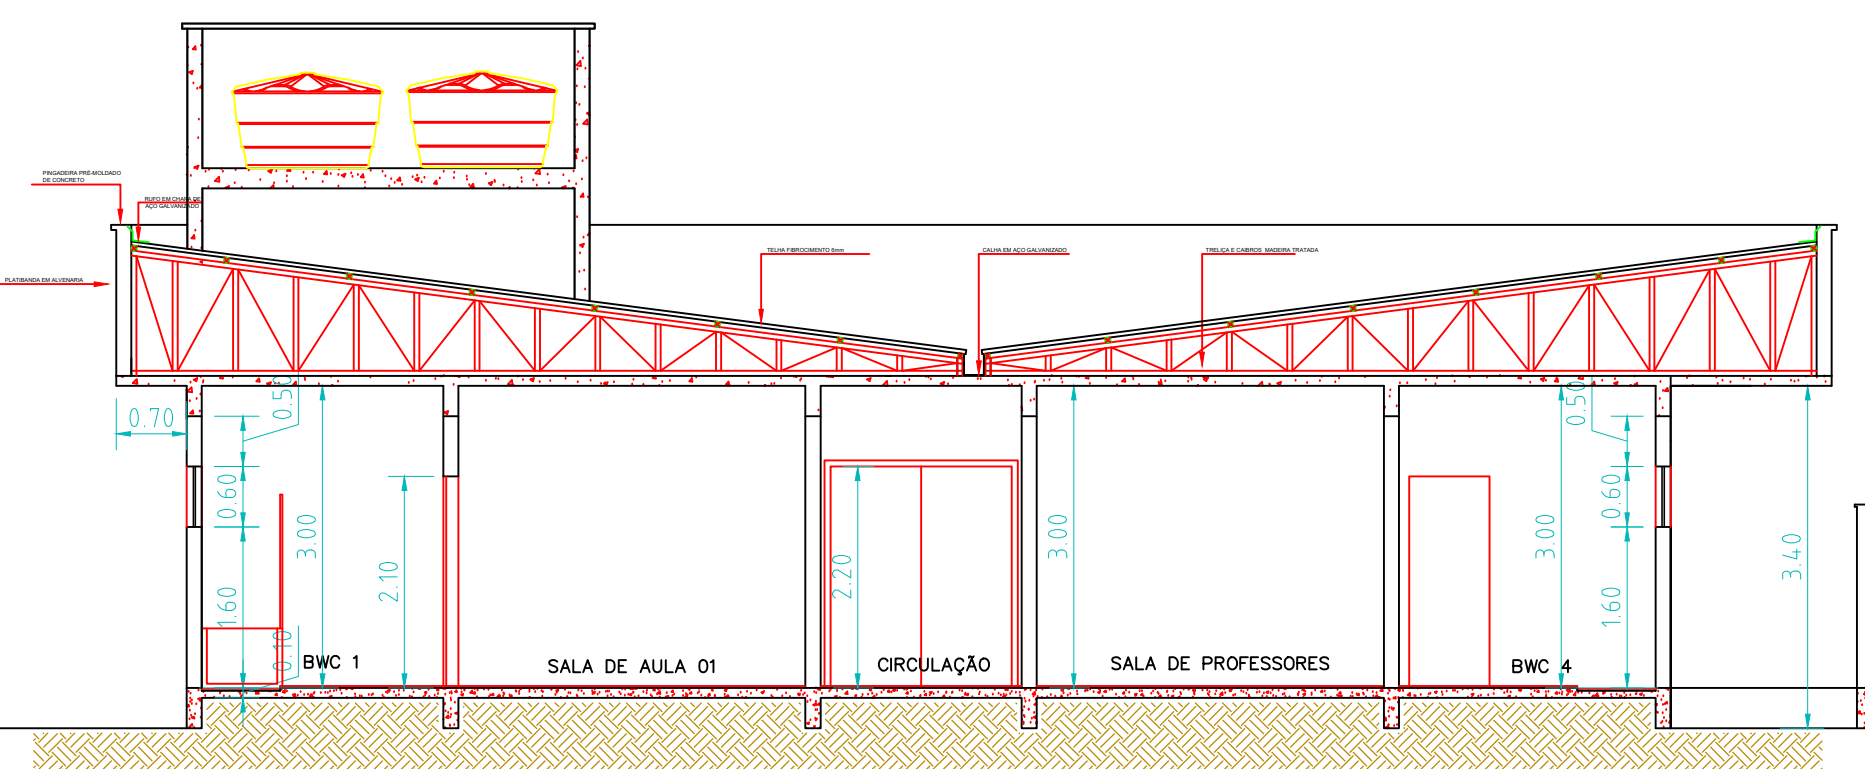 PINGADEIRA PRÉ-MOLDADO
DE CONCRETO
RUFO EM CHAPA DE
AÇO GALVANIZADO
TELHA FIBROCIMENTO 6mm
CALHA EM AÇO GALVANIZADO
TRELIÇA E CAIBROS MADEIRA TRATADA
PLATIBANDA EM ALVENARIA
0.70
0.50
0.50
0.60
3.00
2.10
2.20
3.00
3.00
0.60
3.40
1.60
1.60
0.10
BWC 1
SALA DE AULA 01
CIRCULAÇÃO
SALA DE PROFESSORES
BWC 4